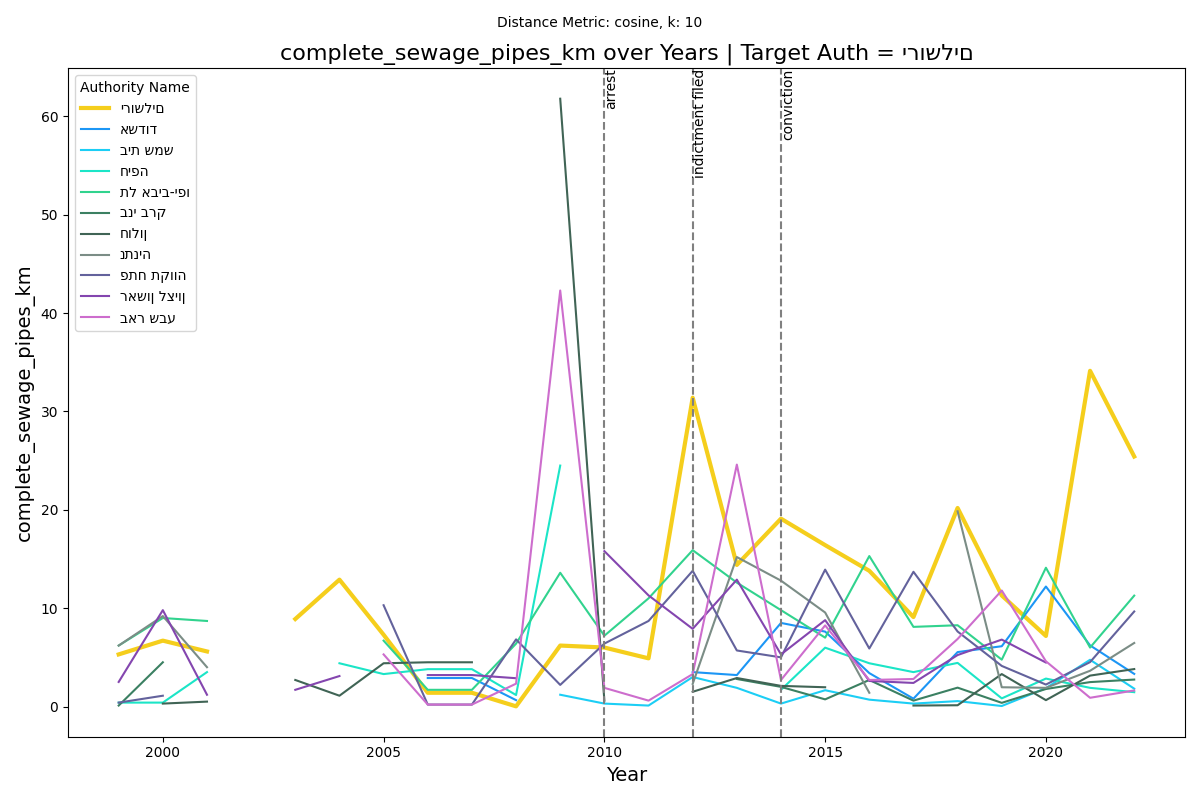 Distance Metric: cosine, k: 10
complete_sewage_pipes_km over Years | Target Auth = ירושלים
Authority Name
ירושלים
אשדוד
בית שמש
חיפה
תל אביב-יפו
בני ברק
חולון
נתניה
פתח תקווה
ראשון לציון
באר שבע
arrest
indictment filed
conviction
complete_sewage_pipes_km
60
50
40
30
20
10
0
2000
2005
2010
2015
2020
Year